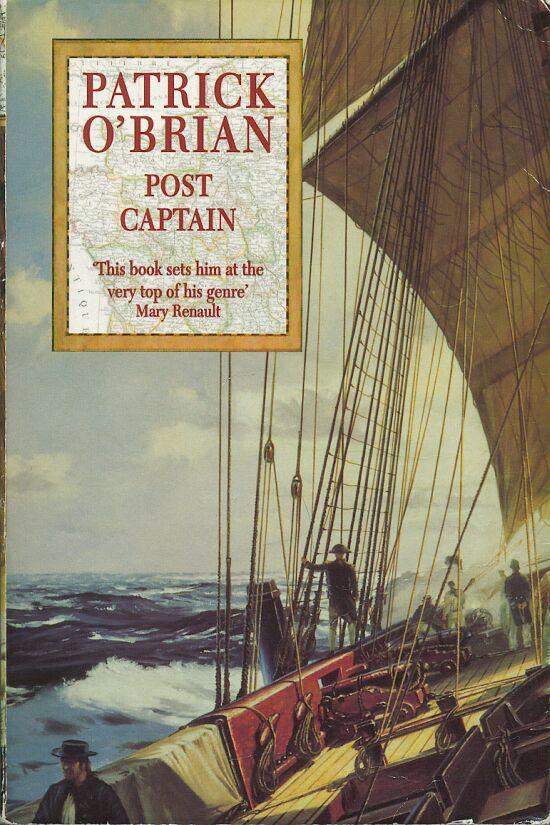 PATRICK
O'BRIAN
POST
CAPTAIN
'This book sets him at the
very top of his genre'
Mary Renault